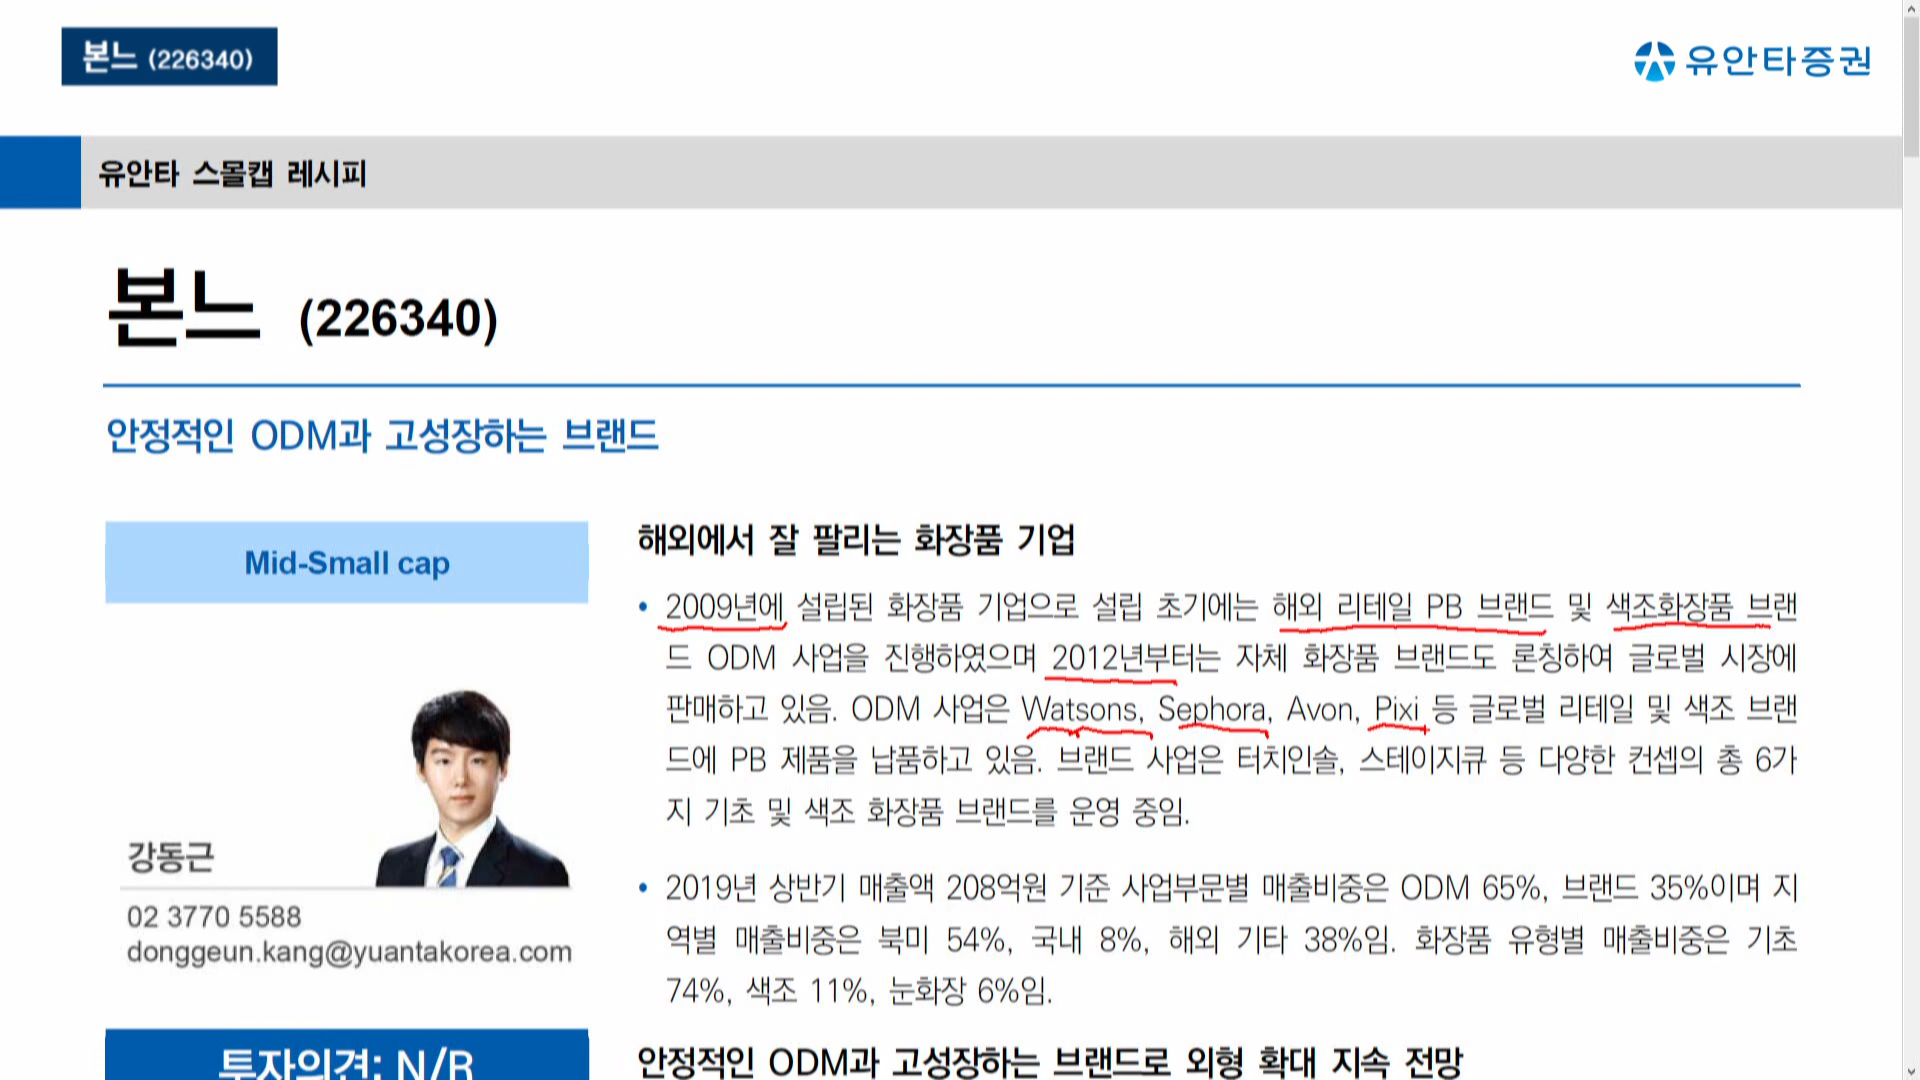 본느 (226340)
유안타증권
유안타 스몰캡 레시피
본느 (226340)
안정적인 ODM과 고성장하는 브랜드
Mid-Small cap
강동근
02 3770 5588
donggeun.kang@yuantakorea.com
투자의견: N/R
해외에서 잘 팔리는 화장품 기업
• 2009년에 설립된 화장품 기업으로 설립 초기에는 해외 리테일 PB 브랜드 및 색조화장품 브랜
드 ODM 사업을 진행하였으며 2012년부터는 자체 화장품 브랜드도 론칭하여 글로벌 시장에
판매하고 있음. ODM 사업은 Watsons, Sephora, Avon, Pixi 등 글로벌 리테일 및 색조 브랜
드에 PB 제품을 납품하고 있음. 브랜드 사업은 터치인솔, 스테이지큐 등 다양한 컨셉의 총 6가
지 기초 및 색조 화장품 브랜드를 운영 중임.
• 2019년 상반기 매출액 208억원 기준 사업부문별 매출비중은 ODM 65%, 브랜드 35%이며 지
역별 매출비중은 북미 54%, 국내 8%, 해외 기타 38%임. 화장품 유형별 매출비중은 기초
74%, 색조 11%, 눈화장 6%임.
안정적인 ODM과 고성장하는 브랜드로 외형 확대 지속 전망